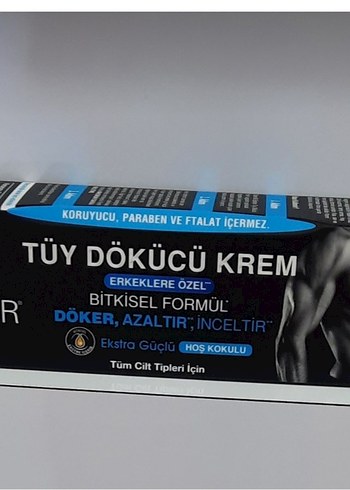 KORUYUCU, PARABEN VE FTALAT İÇERMEZ.
TÜY DÖKÜCÜ KREM
ERKEKLERE ÖZEL**
BİTKİSEL FORMÜL*
R®
DÖKER, AZALTIR**, İNCELTİR**
Ekstra Güçlü HOŞ KOKULU
Tüm Cilt Tipleri İçin